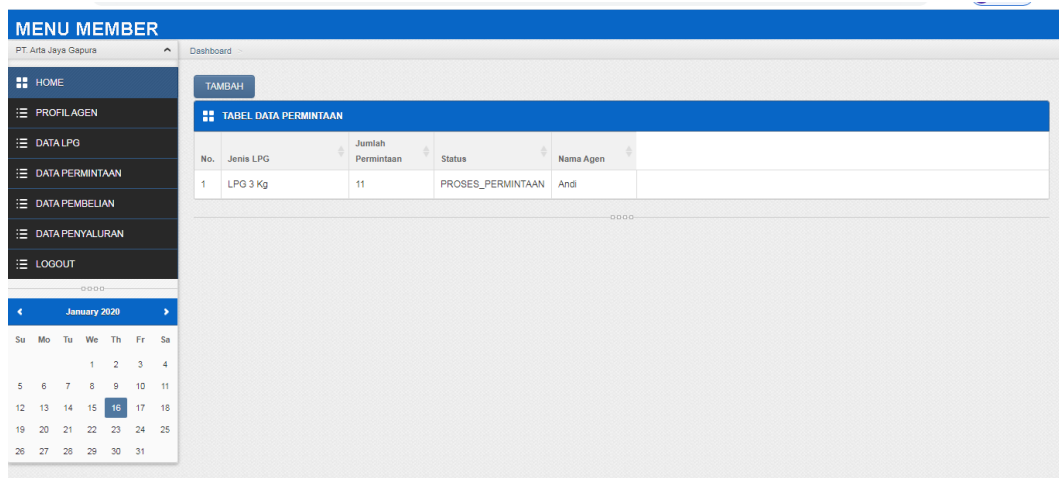 MENU MEMBER
PT. Arta Jaya Gapura
Dashboard
HOME
PROFIL AGEN
DATA LPG
DATA PERMINTAAN
DATA PEMBELIAN
DATA PENYALURAN
LOGOUT
January 2020
Su Mo Tu We Th Fr Sa
1 2 3 4
5 6 7 8 9 10 11
12 13 14 15 16 17 18
19 20 21 22 23 24 25
26 27 28 29 30 31
TAMBAH
TABEL DATA PERMINTAAN
No. Jenis LPG Jumlah Permintaan Status Nama Agen
1 LPG 3 Kg 11 PROSES_PERMINTAAN Andi